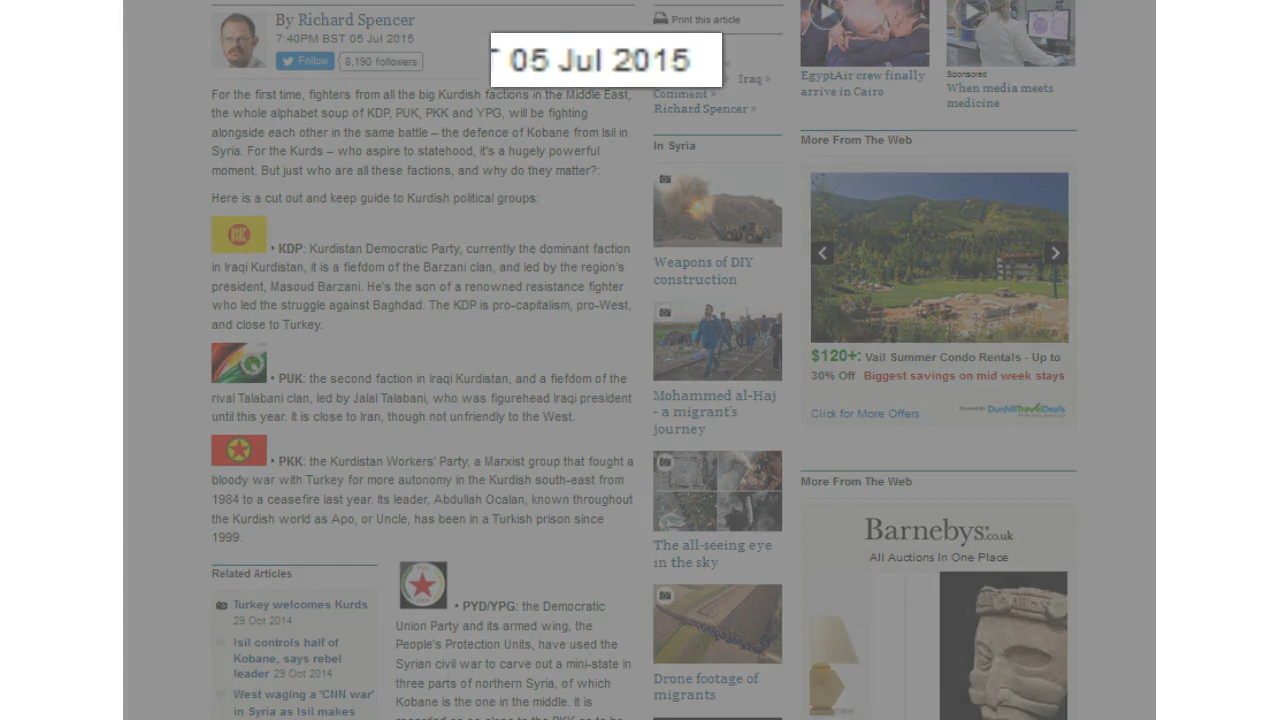 By Richard Spencer
7:40PM BST 05 Jul 2015
Follow
8,190 followers
05 Jul 2015
For the first time, fighters from all the big Kurdish factions in the Middle East,
the whole alphabet soup of KDP, PUK, PKK and YPG, will be fighting
alongside each other in the same battle – the defence of Kobane from Isil in
Syria. For the Kurds – who aspire to statehood, it's a hugely powerful
moment. But just who are all these factions, and why do they matter?:
Here is a cut out and keep guide to Kurdish political groups:
• KDP: Kurdistan Democratic Party, currently the dominant faction
in Iraqi Kurdistan, it is a fiefdom of the Barzani clan, and led by the region's
president, Masoud Barzani. He's the son of a renowned resistance fighter
who led the struggle against Baghdad. The KDP is pro-capitalism, pro-West,
and close to Turkey.
• PUK: the second faction in Iraqi Kurdistan, and a fiefdom of the
rival Talabani clan, led by Jalal Talabani, who was figurehead Iraqi president
until this year. It is close to Iran, though not unfriendly to the West.
• PKK: the Kurdistan Workers' Party, a Marxist group that fought a
bloody war with Turkey for more autonomy in the Kurdish south-east from
1984 to a ceasefire last year. Its leader, Abdullah Ocalan, known throughout
the Kurdish world as Apo, or Uncle, has been in a Turkish prison since
1999.
Related Articles
Turkey welcomes Kurds
29 Oct 2014
Isil controls half of
Kobane, says rebel
leader 29 Oct 2014
West waging a 'CNN war'
in Syria as Isil makes
• PYD/YPG: the Democratic
Union Party and its armed wing, the
People's Protection Units, have used the
Syrian civil war to carve out a mini-state in
three parts of northern Syria, of which
Kobane is the one in the middle. It is
Print this article
Iraq »
Comment »
Richard Spencer »
In Syria
Weapons of DIY
construction
Mohammed al-Haj
- a migrant's
journey
The all-seeing eye
in the sky
Drone footage of
migrants
EgyptAir crew finally
arrive in Cairo
Sponsored
When media meets
medicine
More From The Web
$120+: Vail Summer Condo Rentals - Up to
30% Off Biggest savings on mid week stays
Click for More Offers
Powered By DunhillTravelDeals
More From The Web
Barnebys.co.uk
All Auctions In One Place